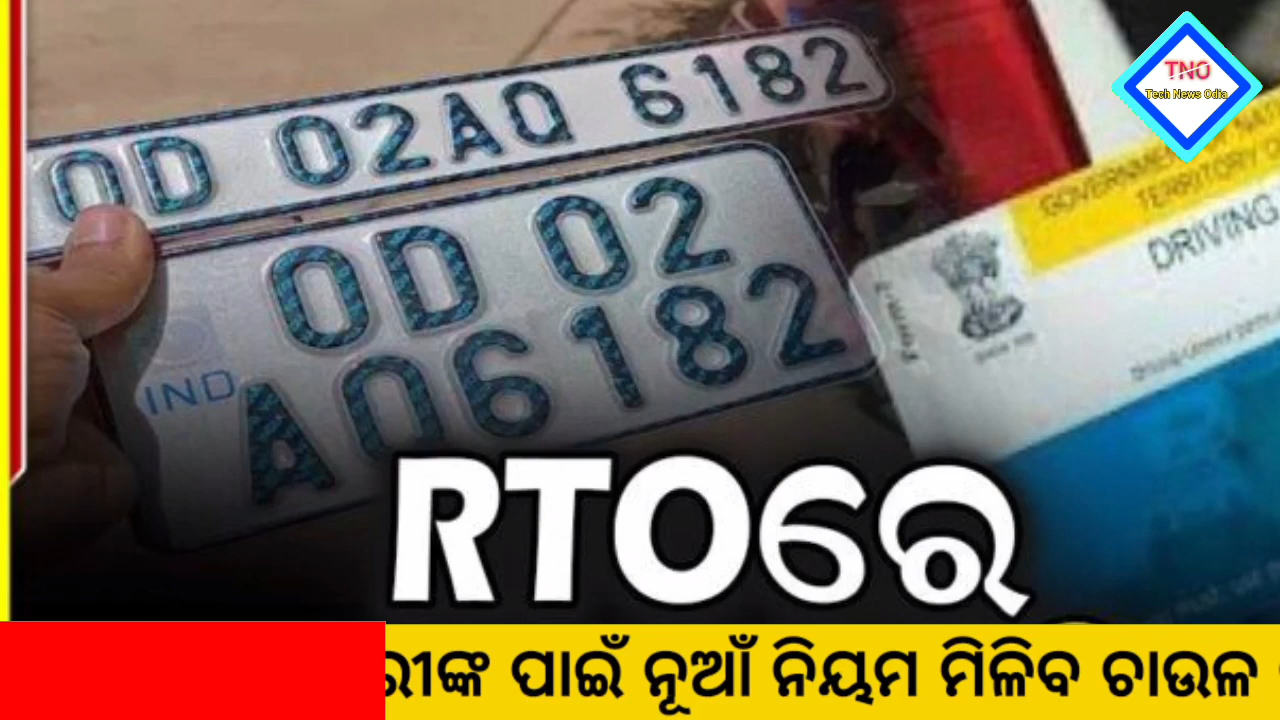 TNO
Tech News Odia
OD 02AQ 6182
OD 02
AQ6182
IND
GOVERNMENT
TERRITORY
DRIVING
RTOରେ
ପାଇଁ ନୂଆଁ ନିୟମ ମିଳିବ ଚାଉଳ